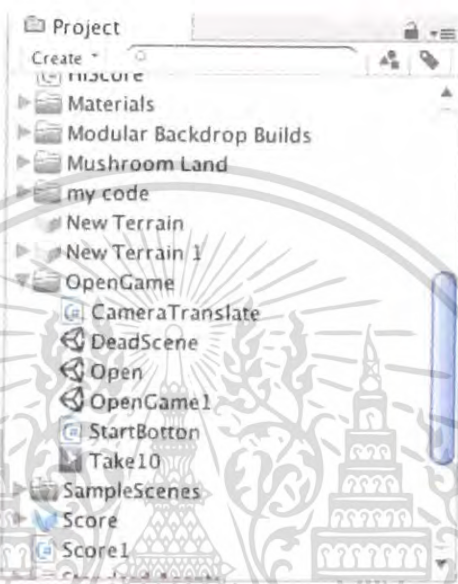 Project
Create
HiScore
Materials
Modular Backdrop Builds
Mushroom Land
my code
New Terrain
New Terrain 1
OpenGame
CameraTranslate
DeadScene
Open
OpenGame1
StartBotton
Take10
SampleScenes
Score
Score1